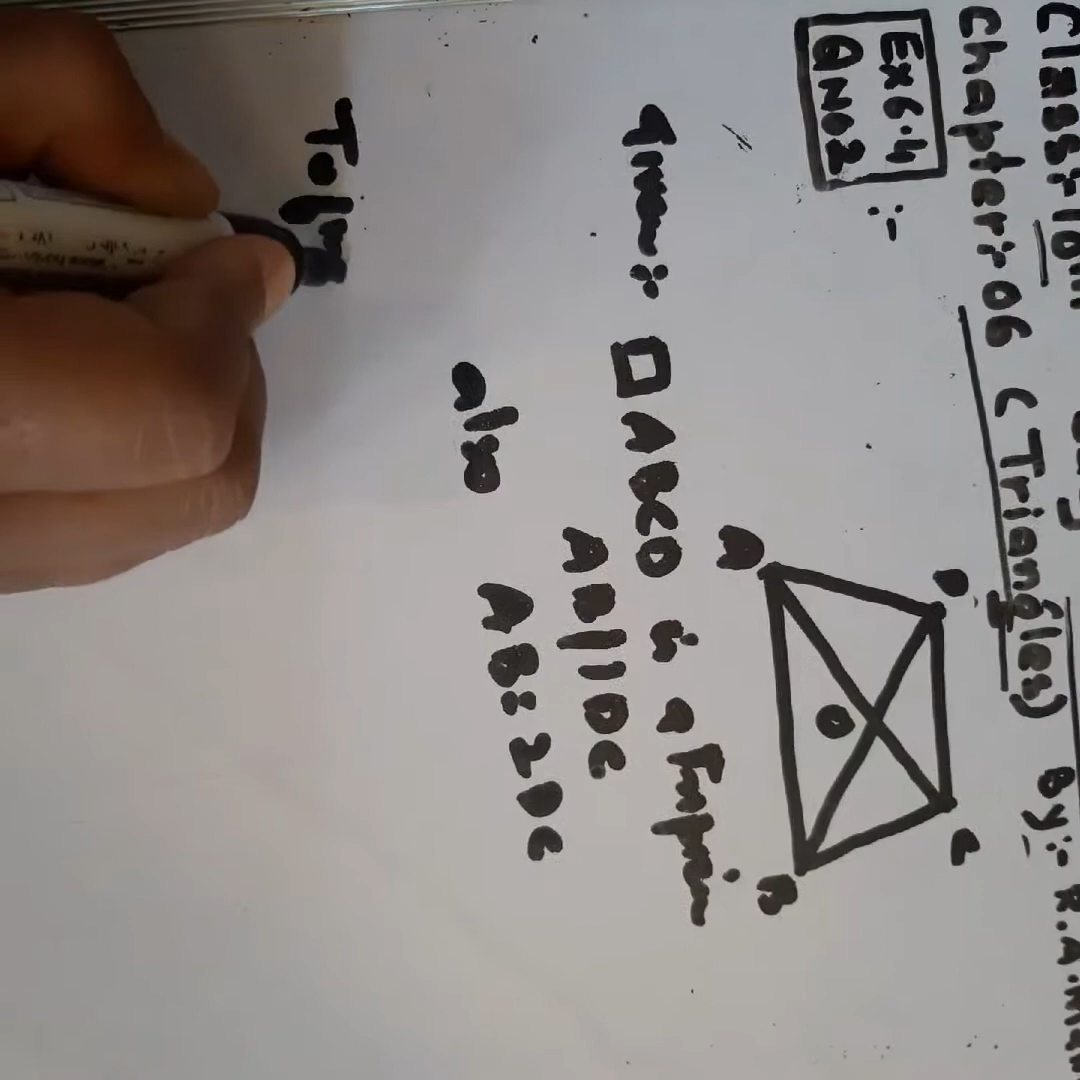 Class:- 10th
Chapter:- 06 (Triangles) By:- R.A.
Ex 6.4
Q No 2 :-
D C
O
A B
Given :- □ ABCD is a Trapezium
AB || DC
also AB = 2DC
To find